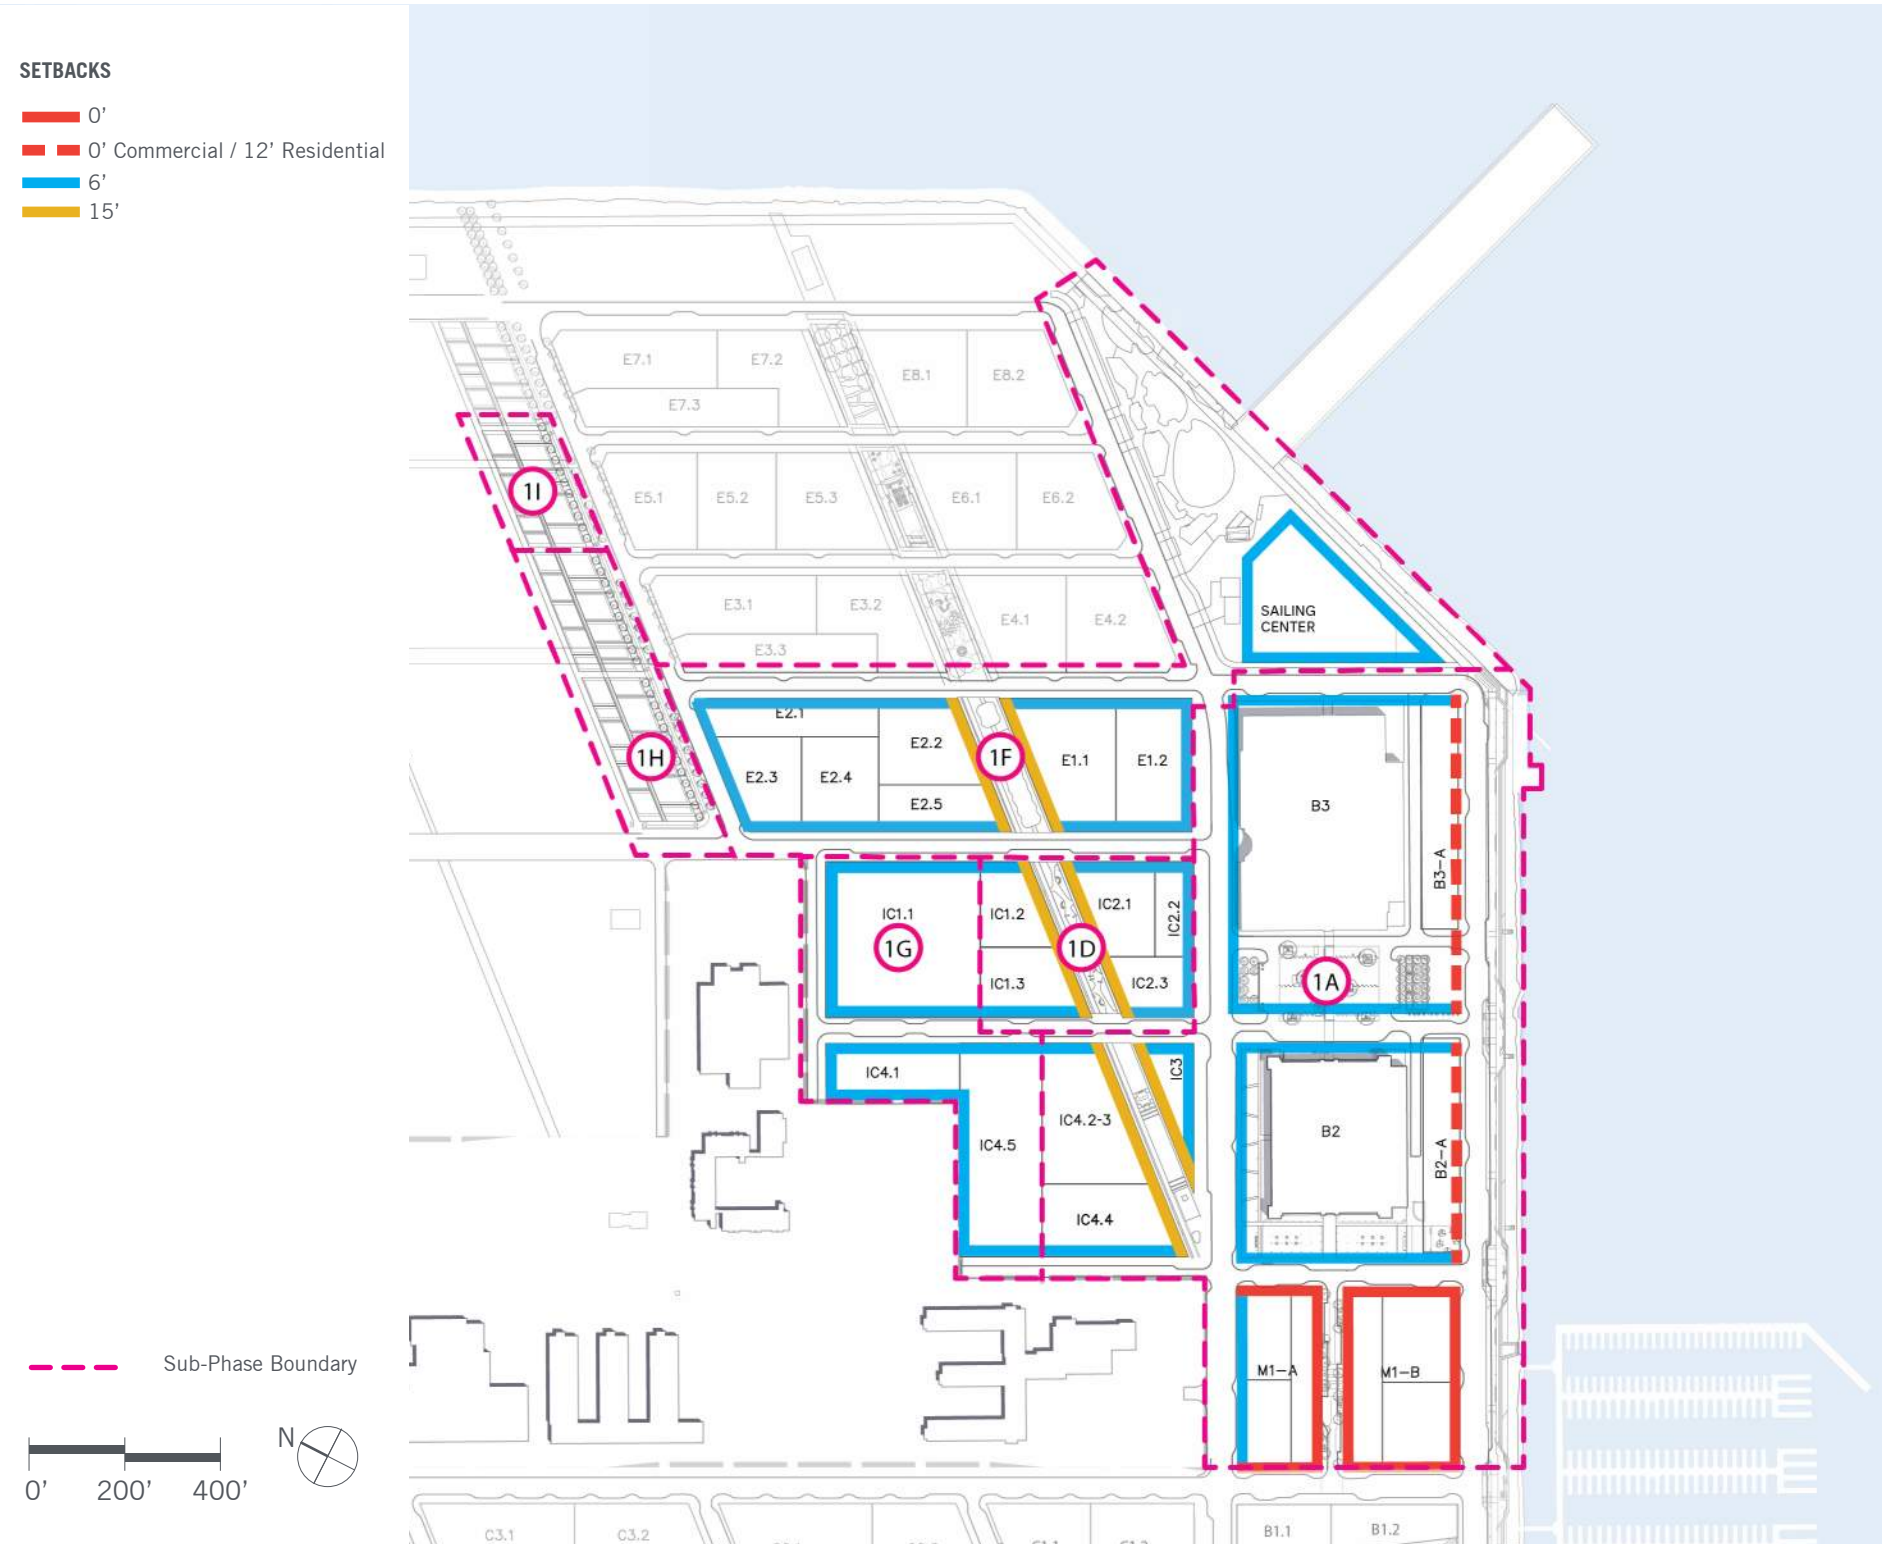 SETBACKS
0'
0' Commercial / 12' Residential
6'
15'
E7.1
E7.2
E7.3
E8.1
E8.2
1I
E5.1
E5.2
E5.3
E6.1
E6.2
E3.1
E3.2
E3.3
E4.1
E4.2
SAILING
CENTER
1H
E2.1
E2.2
E2.3
E2.4
E2.5
1F
E1.1
E1.2
B3
B3-A
IC1.1
1G
IC1.2
IC1.3
1D
IC2.1
IC2.2
IC2.3
1A
IC4.1
IC4.5
IC4.2-3
IC4.4
IC3
B2
B2-A
M1-A
M1-B
Sub-Phase Boundary
N
0' 200' 400'
C3.1
C3.2
B1.1
B1.2